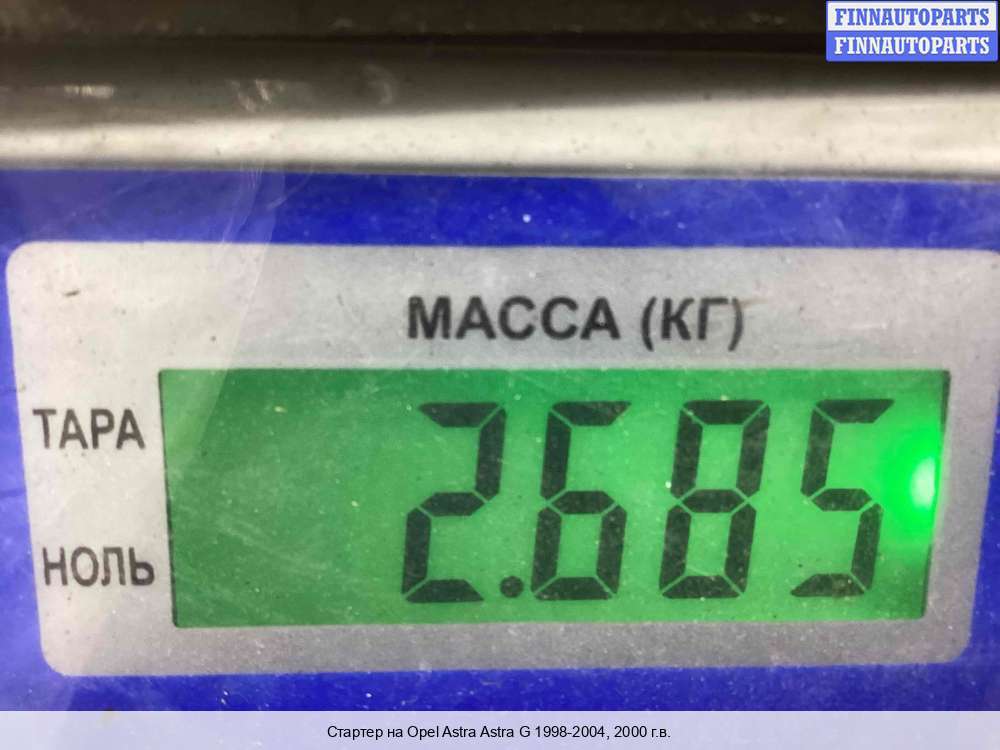 FINNAUTOPARTS
FINNAUTOPARTS
МАССА (КГ)
ТАРА
2.685
НОЛЬ
Стартер на Opel Astra Astra G 1998-2004, 2000 г.в.